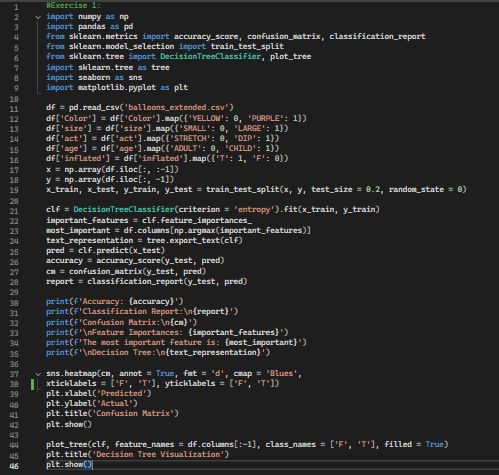 1 #Exercise 1:
2 import numpy as np
3 import pandas as pd
4 from sklearn.metrics import accuracy_score, confusion_matrix, classification_report
5 from sklearn.model_selection import train_test_split
6 from sklearn.tree import DecisionTreeClassifier, plot_tree
7 import sklearn.tree as tree
8 import seaborn as sns
9 import matplotlib.pyplot as plt
10
11 df = pd.read_csv('balloons_extended.csv')
12 df['Color'] = df['Color'].map({'YELLOW': 0, 'PURPLE': 1})
13 df['size'] = df['size'].map({'SMALL': 0, 'LARGE': 1})
14 df['act'] = df['act'].map({'STRETCH': 0, 'DIP': 1})
15 df['age'] = df['age'].map({'ADULT': 0, 'CHILD': 1})
16 df['inflated'] = df['inflated'].map({'T': 1, 'F': 0})
17 x = np.array(df.iloc[:, :-1])
18 y = np.array(df.iloc[:, -1])
19 x_train, x_test, y_train, y_test = train_test_split(x, y, test_size = 0.2, random_state = 0)
20
21 clf = DecisionTreeClassifier(criterion = 'entropy').fit(x_train, y_train)
22 important_features = clf.feature_importances_
23 most_important = df.columns[np.argmax(important_features)]
24 text_representation = tree.export_text(clf)
25 pred = clf.predict(x_test)
26 accuracy = accuracy_score(y_test, pred)
27 cm = confusion_matrix(y_test, pred)
28 report = classification_report(y_test, pred)
29
30 print(f'Accuracy: {accuracy}')
31 print(f'Classification Report:\n{report}')
32 print(f'Confusion Matrix:\n{cm}')
33 print(f'\nFeature Importances: {important_features}')
34 print(f'The most important feature is: {most_important}')
35 print(f'\nDecision Tree:\n{text_representation}')
36
37 sns.heatmap(cm, annot = True, fmt = 'd', cmap = 'Blues',
38 xticklabels = ['F', 'T'], yticklabels = ['F', 'T'])
39 plt.xlabel('Predicted')
40 plt.ylabel('Actual')
41 plt.title('Confusion Matrix')
42 plt.show()
43
44 plot_tree(clf, feature_names = df.columns[:-1], class_names = ['F', 'T'], filled = True)
45 plt.title('Decision Tree Visualization')
46 plt.show()